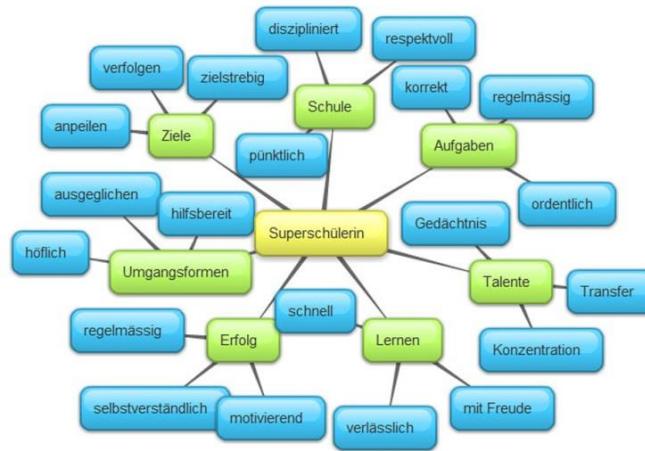 diszipliniert
respektvoll
verfolgen
zielstrebig
korrekt
regelmässig
Schule
anpeilen
Ziele
Aufgaben
pünktlich
ausgeglichen
hilfsbereit
ordentlich
Gedächtnis
Superschülerin
höflich
Umgangsformen
Talente
Transfer
schnell
regelmässig
Erfolg
Lernen
Konzentration
selbstverständlich
motivierend
verlässlich
mit Freude